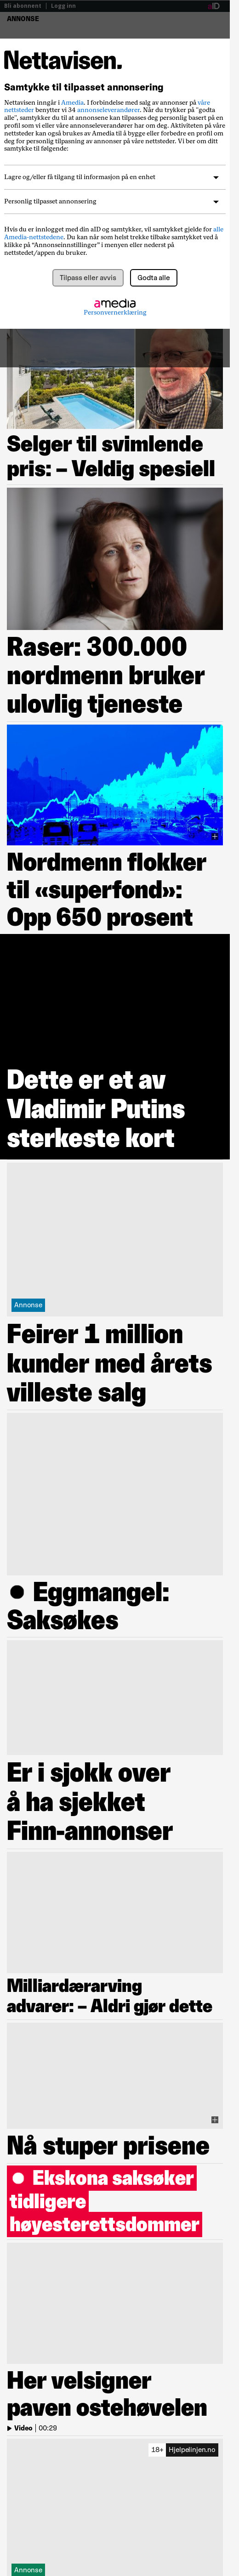 Bli abonnent | Logg inn
ANNONSE
Nettavisen.
Samtykke til tilpasset annonsering
Nettavisen inngår i Amedia. I forbindelse med salg av annonser på våre
nettsteder benytter vi 34 annonseleverandører. Når du trykker på "godta
alle", samtykker du til at annonsene kan tilpasses deg personlig basert på en
profil som vi eller våre annonseleverandører har om deg. Aktiviteten på våre
nettsteder kan også brukes av Amedia til å bygge eller forbedre en profil om
deg for personlig tilpasning av annonser på våre nettsteder. Vi ber om ditt
samtykke til følgende:
Lagre og/eller få tilgang til informasjon på en enhet
Personlig tilpasset annonsering
Hvis du er innlogget med din aID og samtykker, vil samtykket gjelde for alle
Amedia-nettstedene. Du kan når som helst trekke tilbake samtykket ved å
klikke på “Annonseinnstillinger” i menyen eller nederst på
nettstedet/appen du bruker.
Tilpass eller avvis
Godta alle
amedia
Personvernerklæring
Selger til svimlende
pris: – Veldig spesiell
Raser: 300.000
nordmenn bruker
ulovlig tjeneste
Nordmenn flokker
til «superfond»:
Opp 650 prosent
Dette er et av
Vladimir Putins
sterkeste kort
Annonse
Feirer 1 million
kunder med årets
villeste salg
Eggmangel:
Saksøkes
Er i sjokk over
å ha sjekket
Finn-annonser
Milliardærarving
advarer: – Aldri gjør dette
Nå stuper prisene
Ekskona saksøker
tidligere
høyesterettsdommer
Her velsigner
paven ostehøvelen
Video | 00:29
18+ Hjelpelinjen.no
Annonse